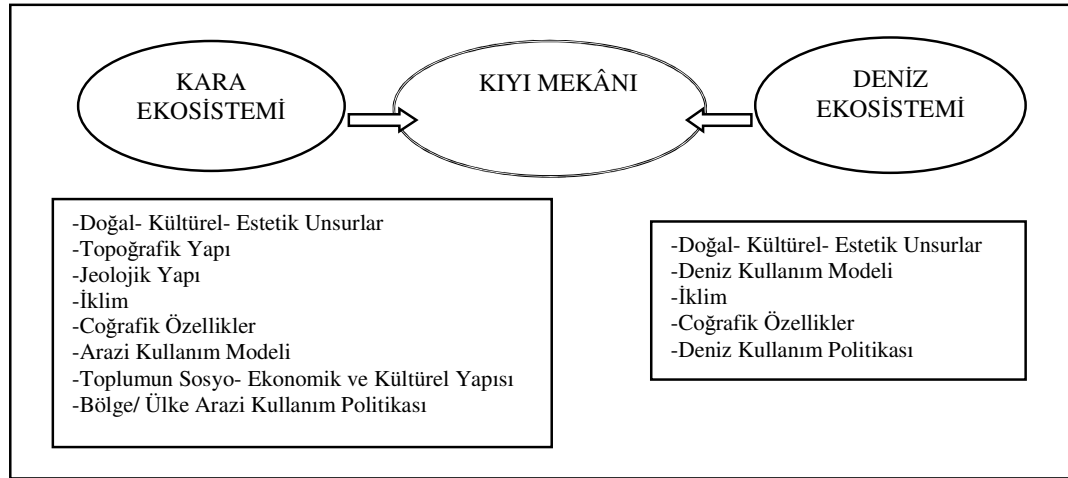 KARA
EKOSİSTEMİ
KIYI MEKÂNI
DENİZ
EKOSİSTEMİ
-Doğal- Kültürel- Estetik Unsurlar
-Topoğrafik Yapı
-Jeolojik Yapı
-İklim
-Coğrafik Özellikler
-Arazi Kullanım Modeli
-Toplumun Sosyo- Ekonomik ve Kültürel Yapısı
-Bölge/ Ülke Arazi Kullanım Politikası
-Doğal- Kültürel- Estetik Unsurlar
-Deniz Kullanım Modeli
-İklim
-Coğrafik Özellikler
-Deniz Kullanım Politikası